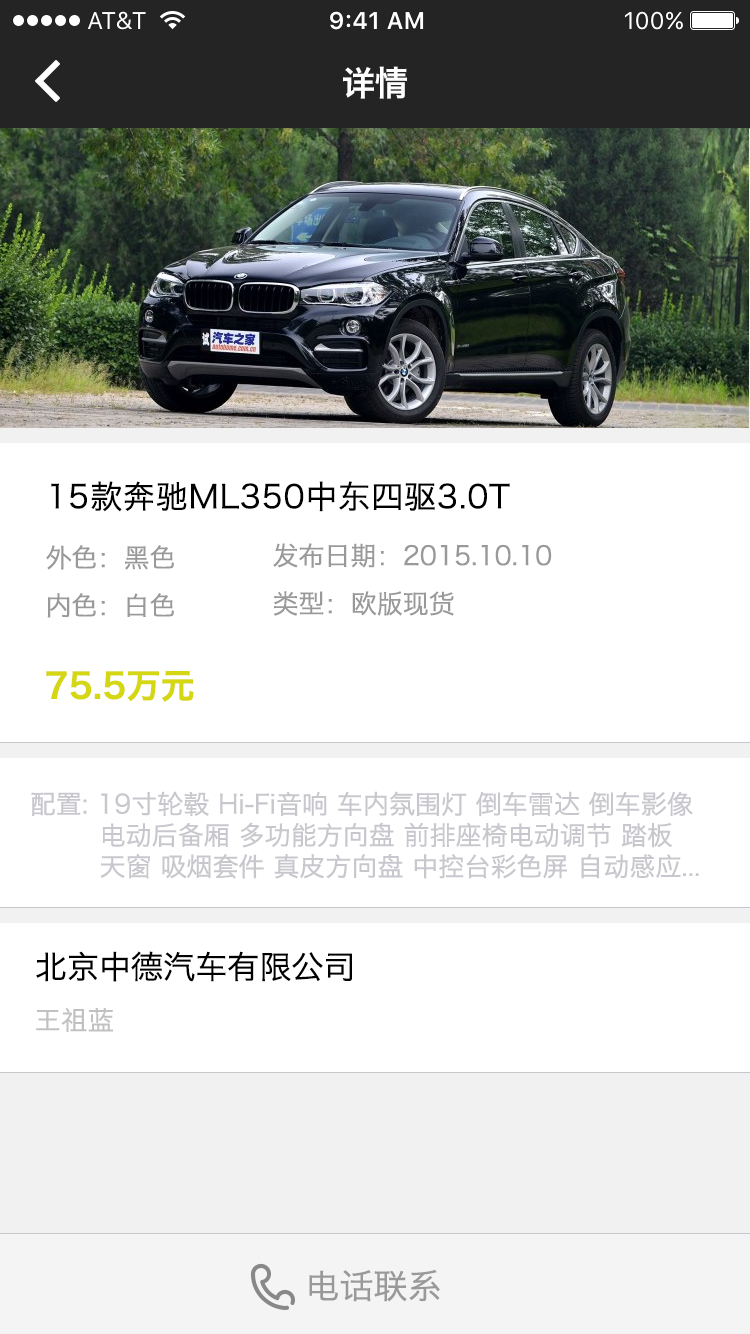 AT&T 9:41 AM 100%
详情
汽车之家
autohome.com.cn
15款奔驰ML350中东四驱3.0T
外色：黑色 发布日期：2015.10.10
内色：白色 类型：欧版现货
75.5万元
配置: 19寸轮毂 Hi-Fi音响 车内氛围灯 倒车雷达 倒车影像
电动后备厢 多功能方向盘 前排座椅电动调节 踏板
天窗 吸烟套件 真皮方向盘 中控台彩色屏 自动感应...
北京中德汽车有限公司
王祖蓝
电话联系